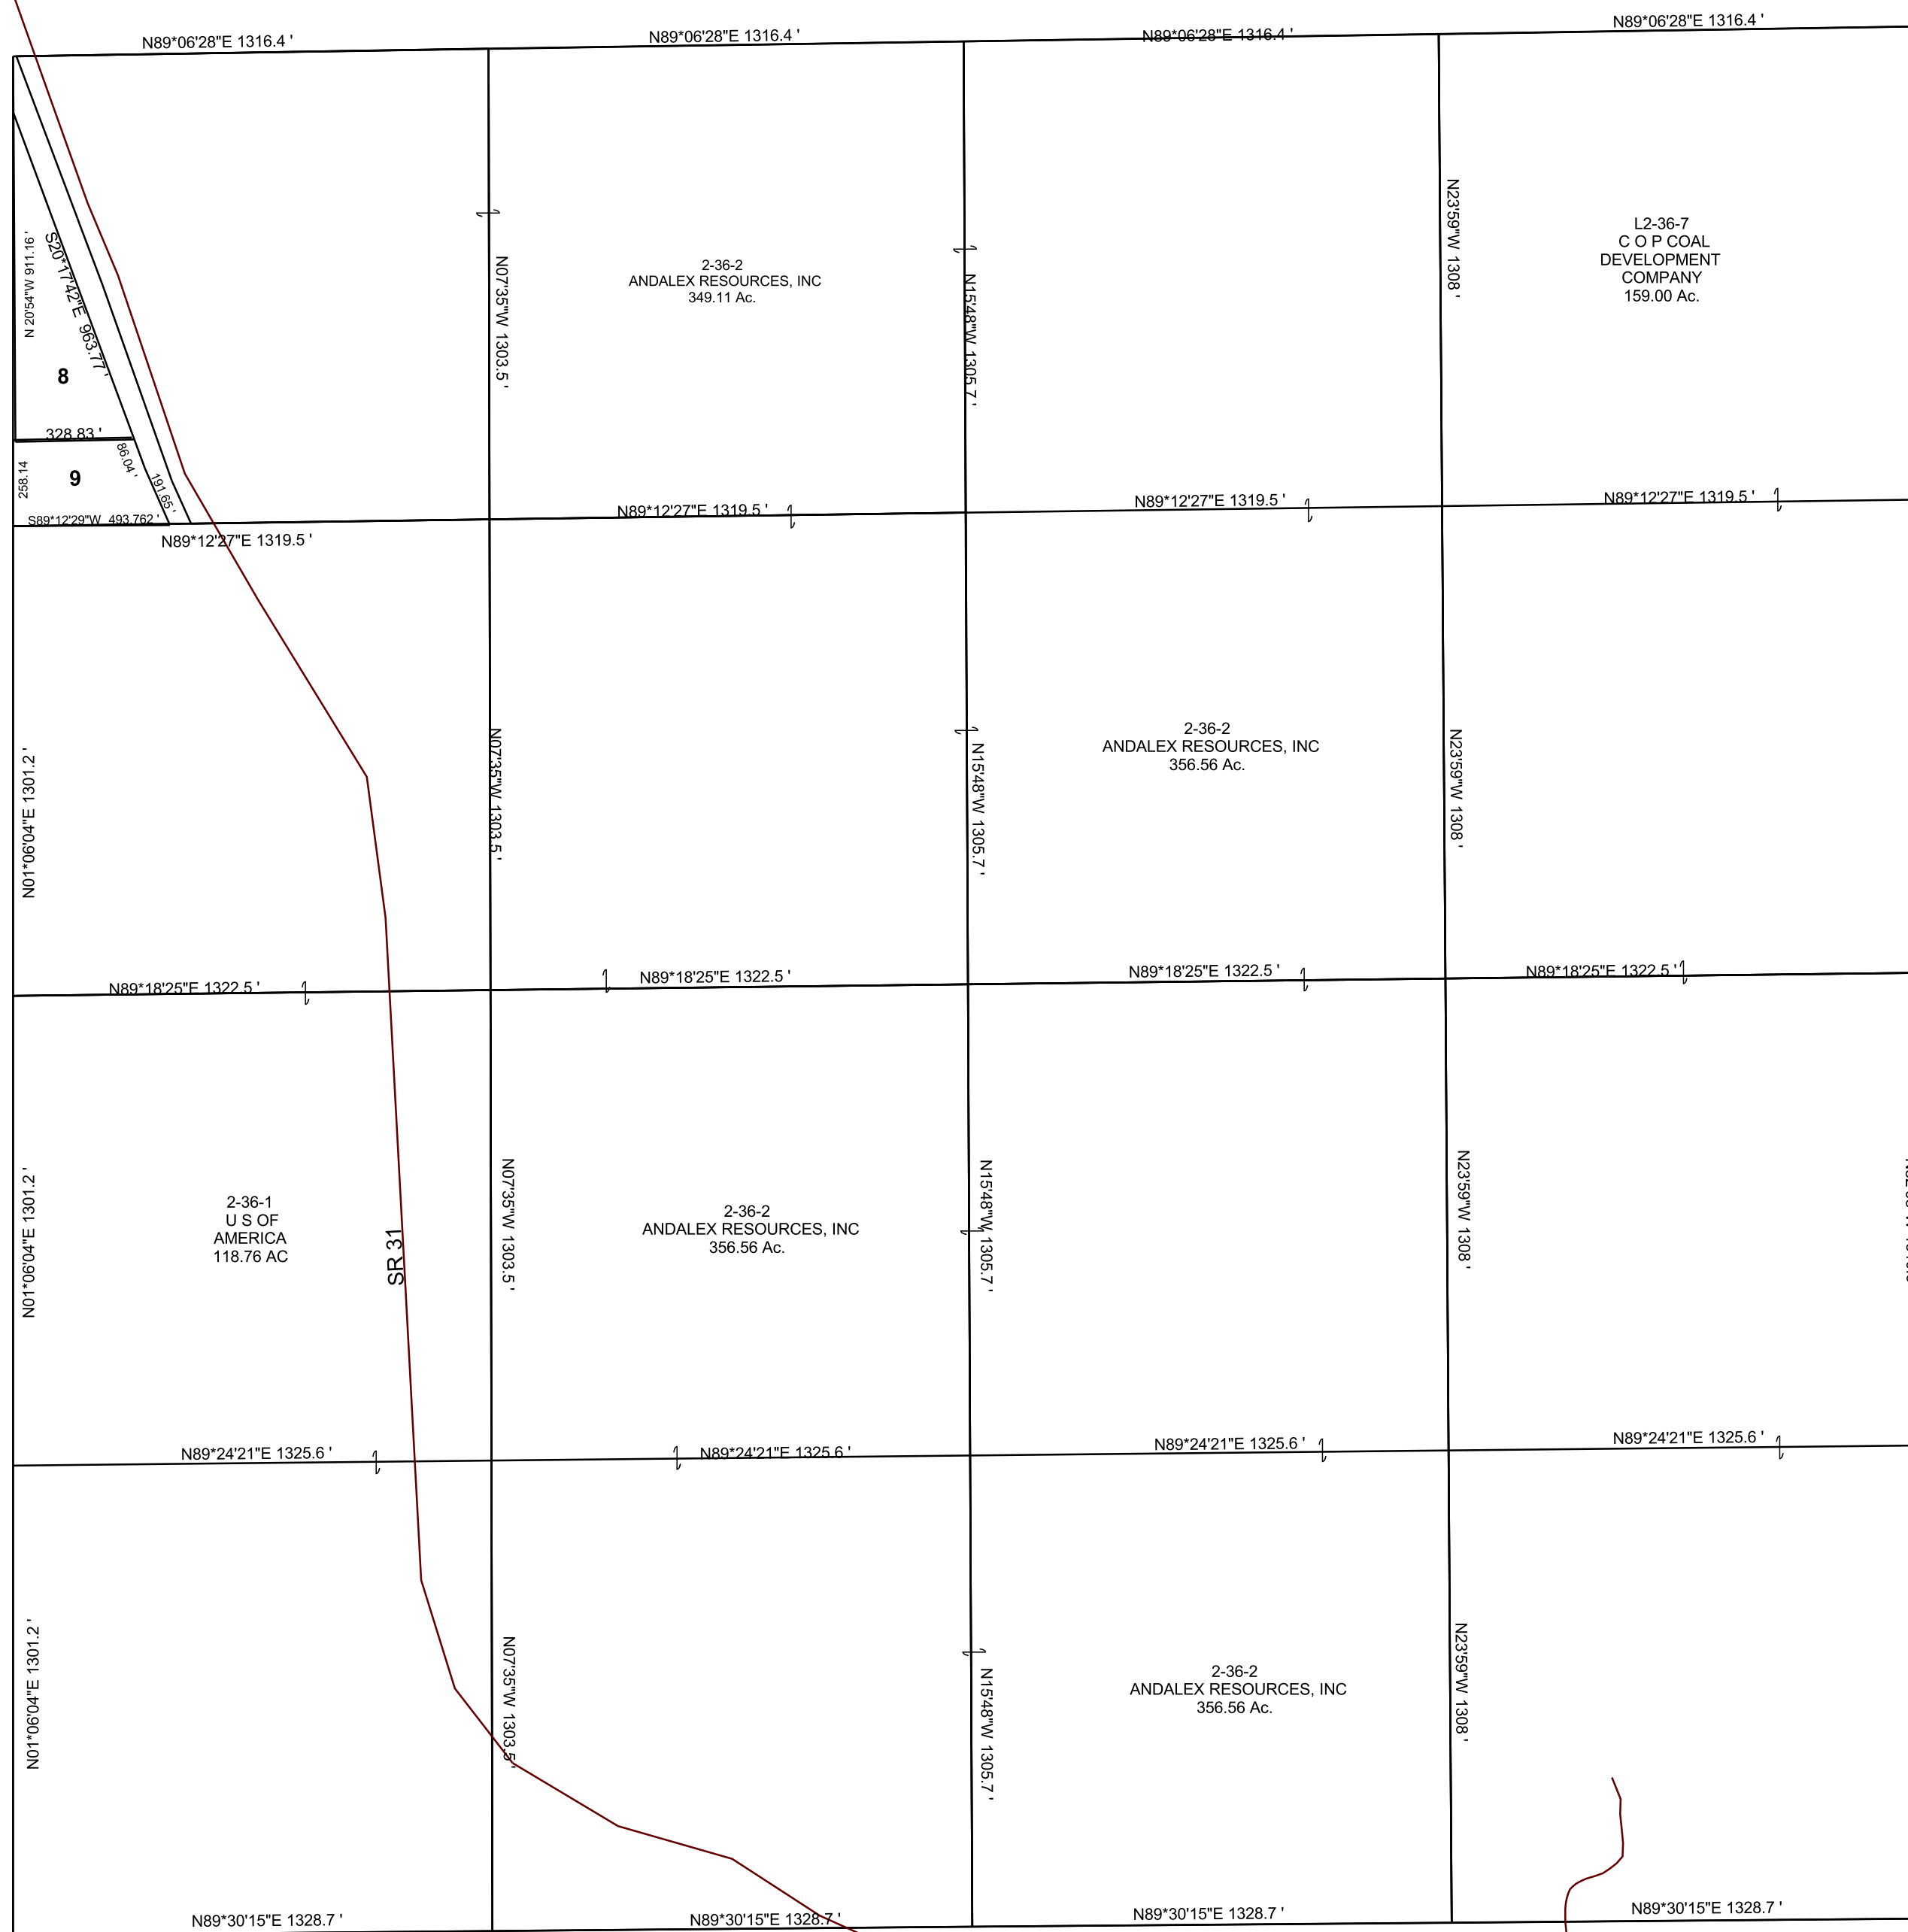 N89*06'28"E 1316.4 '
N89*06'28"E 1316.4 '
N89*06'28"E 1316.4 '
N89*06'28"E 1316.4 '
N 20'54"W 911.16 '
S20*17'42"E 963.77 '
8
328.83 '
86.04 '
258.14
9
191.65 '
S89*12'29"W 493.762 '
N07'35"W 1303.5 '
2-36-2
ANDALEX RESOURCES, INC
349.11 Ac.
N15'48"W 1305.7 '
N23'59"W 1308 '
L2-36-7
C O P COAL
DEVELOPMENT
COMPANY
159.00 Ac.
N89*12'27"E 1319.5 '
N89*12'27"E 1319.5 '
N89*12'27"E 1319.5 '
N89*12'27"E 1319.5 '
N01*06'04"E 1301.2 '
N07'35"W 1303.5 '
N15'48"W 1305.7 '
2-36-2
ANDALEX RESOURCES, INC
356.56 Ac.
N23'59"W 1308 '
N89*18'25"E 1322.5 '
N89*18'25"E 1322.5 '
N89*18'25"E 1322.5 '
N89*18'25"E 1322.5 '
N01*06'04"E 1301.2 '
2-36-1
U S OF
AMERICA
118.76 AC
SR 31
N07'35"W 1303.5 '
2-36-2
ANDALEX RESOURCES, INC
356.56 Ac.
N15'48"W 1305.7 '
N23'59"W 1308 '
N89*24'21"E 1325.6 '
N89*24'21"E 1325.6 '
N89*24'21"E 1325.6 '
N89*24'21"E 1325.6 '
N01*06'04"E 1301.2 '
N07'35"W 1303.5 '
N15'48"W 1305.7 '
2-36-2
ANDALEX RESOURCES, INC
356.56 Ac.
N23'59"W 1308 '
N89*30'15"E 1328.7 '
N89*30'15"E 1328.7 '
N89*30'15"E 1328.7 '
N89*30'15"E 1328.7 '